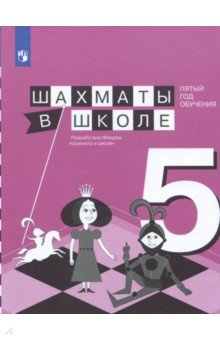 ШАХМАТЫ
В ШКОЛЕ
ПЯТЫЙ ГОД
ОБУЧЕНИЯ
Разработано Фондом
«Шахматы в школе»
5